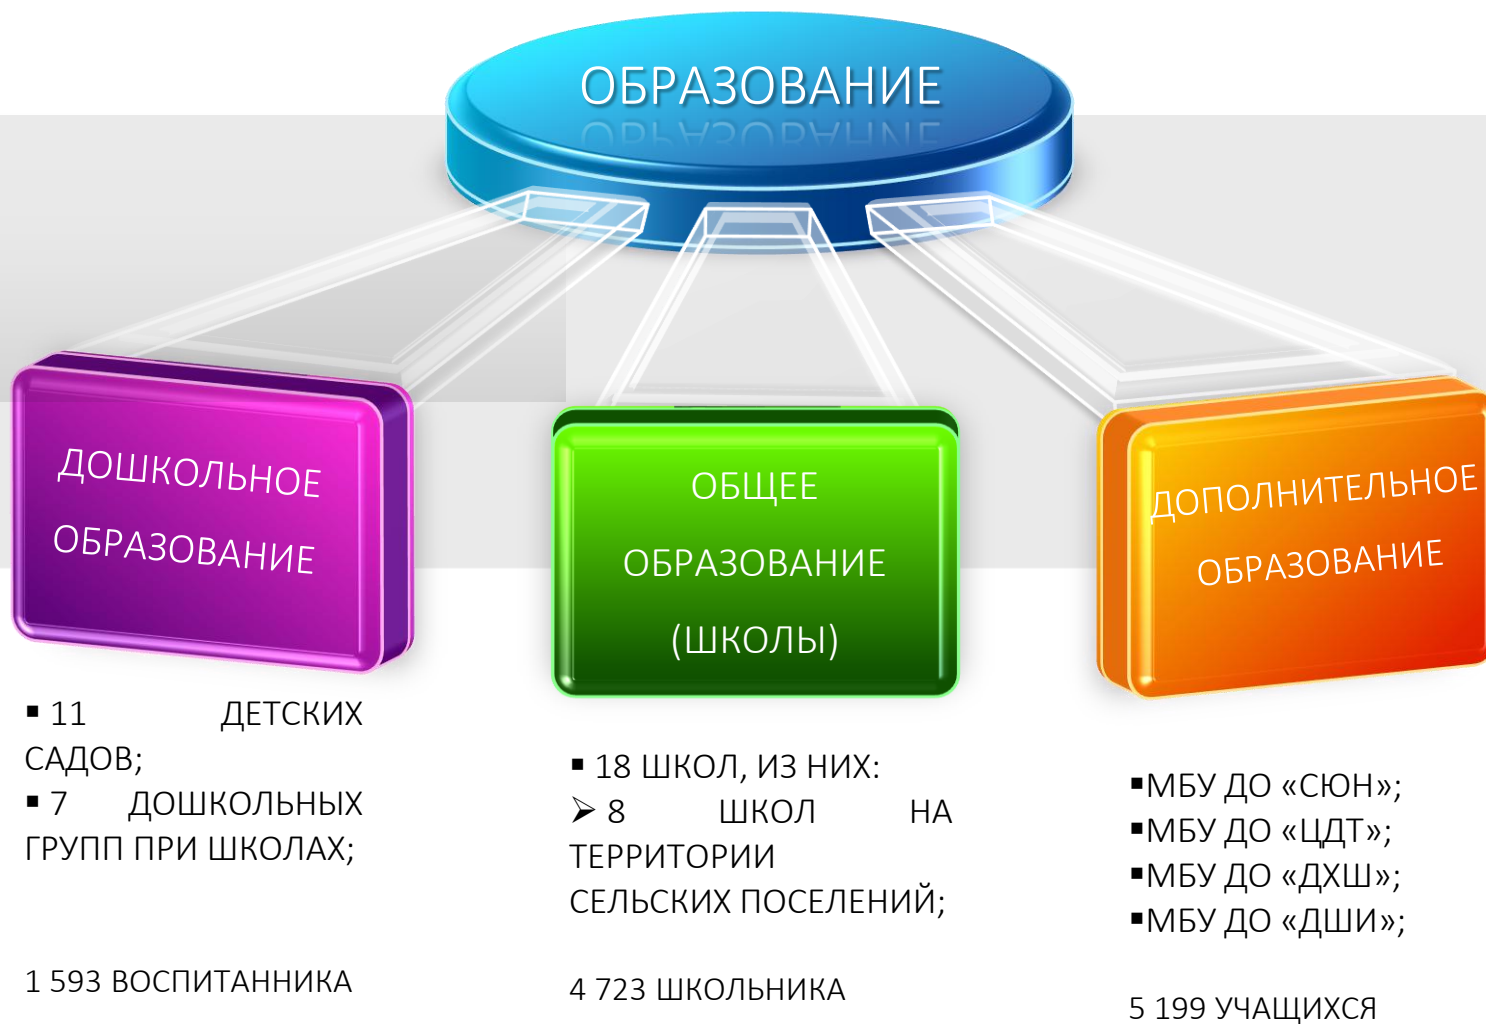 ОБРАЗОВАНИЕ
ДОШКОЛЬНОЕ
ОБРАЗОВАНИЕ
ОБЩЕЕ
ОБРАЗОВАНИЕ
(ШКОЛЫ)
ДОПОЛНИТЕЛЬНОЕ
ОБРАЗОВАНИЕ
▪ 11 ДЕТСКИХ
САДОВ;
▪ 7 ДОШКОЛЬНЫХ
ГРУПП ПРИ ШКОЛАХ;
1 593 ВОСПИТАННИКА
▪ 18 ШКОЛ, ИЗ НИХ:
➢ 8 ШКОЛ НА
ТЕРРИТОРИИ
СЕЛЬСКИХ ПОСЕЛЕНИЙ;
4 723 ШКОЛЬНИКА
▪МБУ ДО «СЮН»;
▪МБУ ДО «ЦДТ»;
▪МБУ ДО «ДХШ»;
▪МБУ ДО «ДШИ»;
5 199 УЧАЩИХСЯ